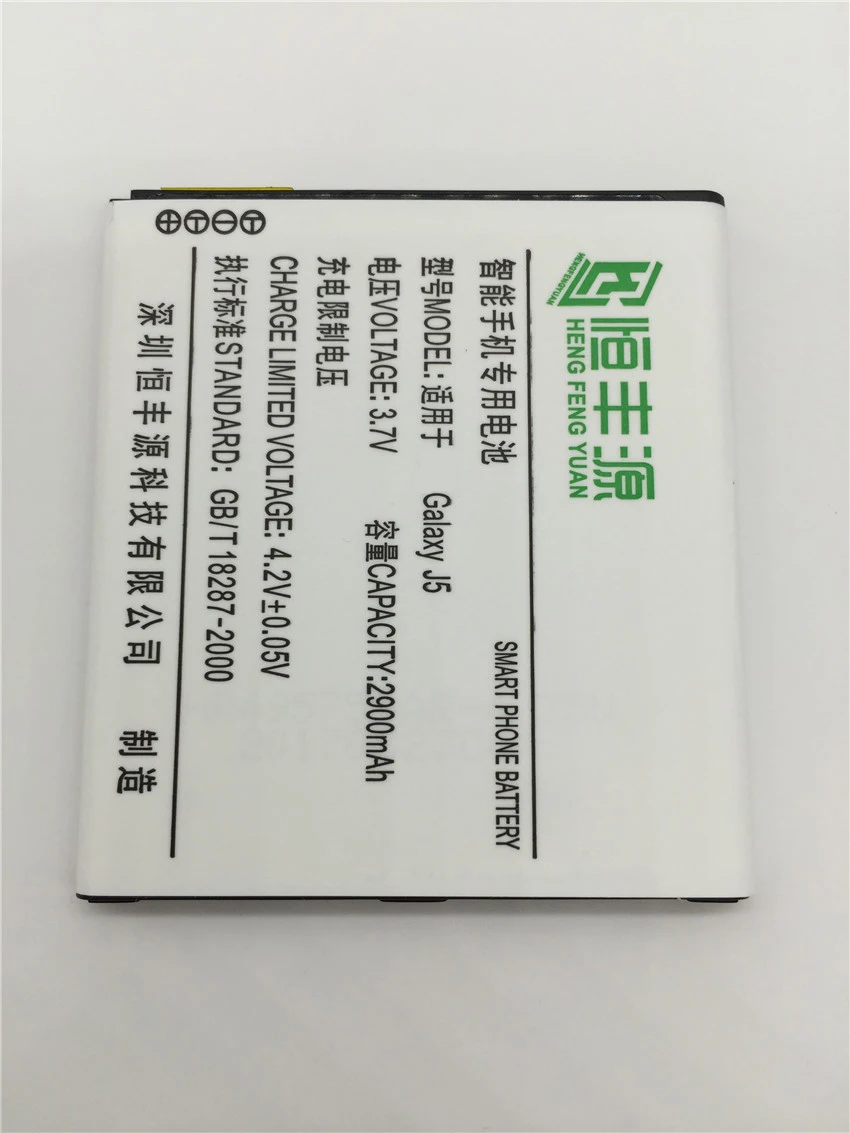 HENGFENGYUAN
恒丰源
HENG FENG YUAN
智能手机专用电池 SMART PHONE BATTERY
型号MODEL: 适用于 Galaxy J5
电压VOLTAGE: 3.7V 容量CAPACITY:2900mAh
充电限制电压
CHARGE LIMITED VOLTAGE: 4.2V±0.05V
执行标准STANDARD: GB/T 18287-2000
深圳恒丰源科技有限公司 制造